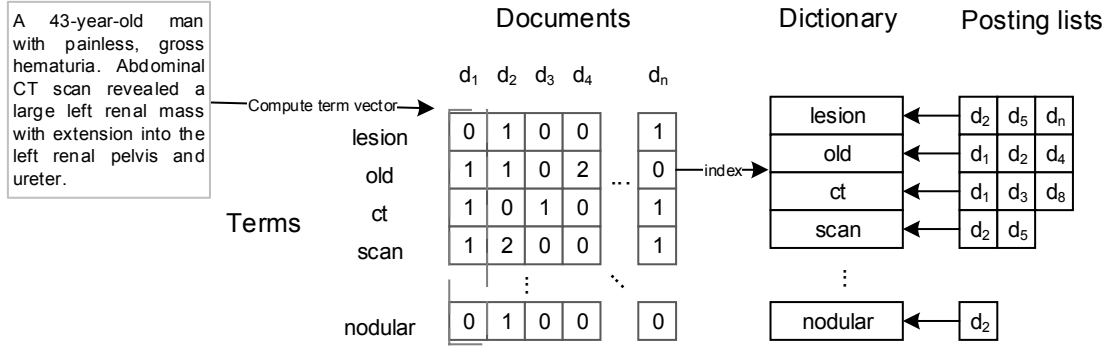 A 43-year-old man
with painless, gross
hematuria. Abdominal
CT scan revealed a
large left renal mass
with extension into the
left renal pelvis and
ureter.
Compute term vector
Terms
Documents
d1 d2 d3 d4 dn
lesion 0 1 0 0 1
old 1 1 0 2 ... 0
ct 1 0 1 0 1
scan 1 2 0 0 1
⋮ ⋱
nodular 0 1 0 0 0
index
Dictionary
lesion
old
ct
scan
⋮
nodular
Posting lists
d2 d5 dn
d1 d2 d4
d1 d3 d8
d2 d5
d2